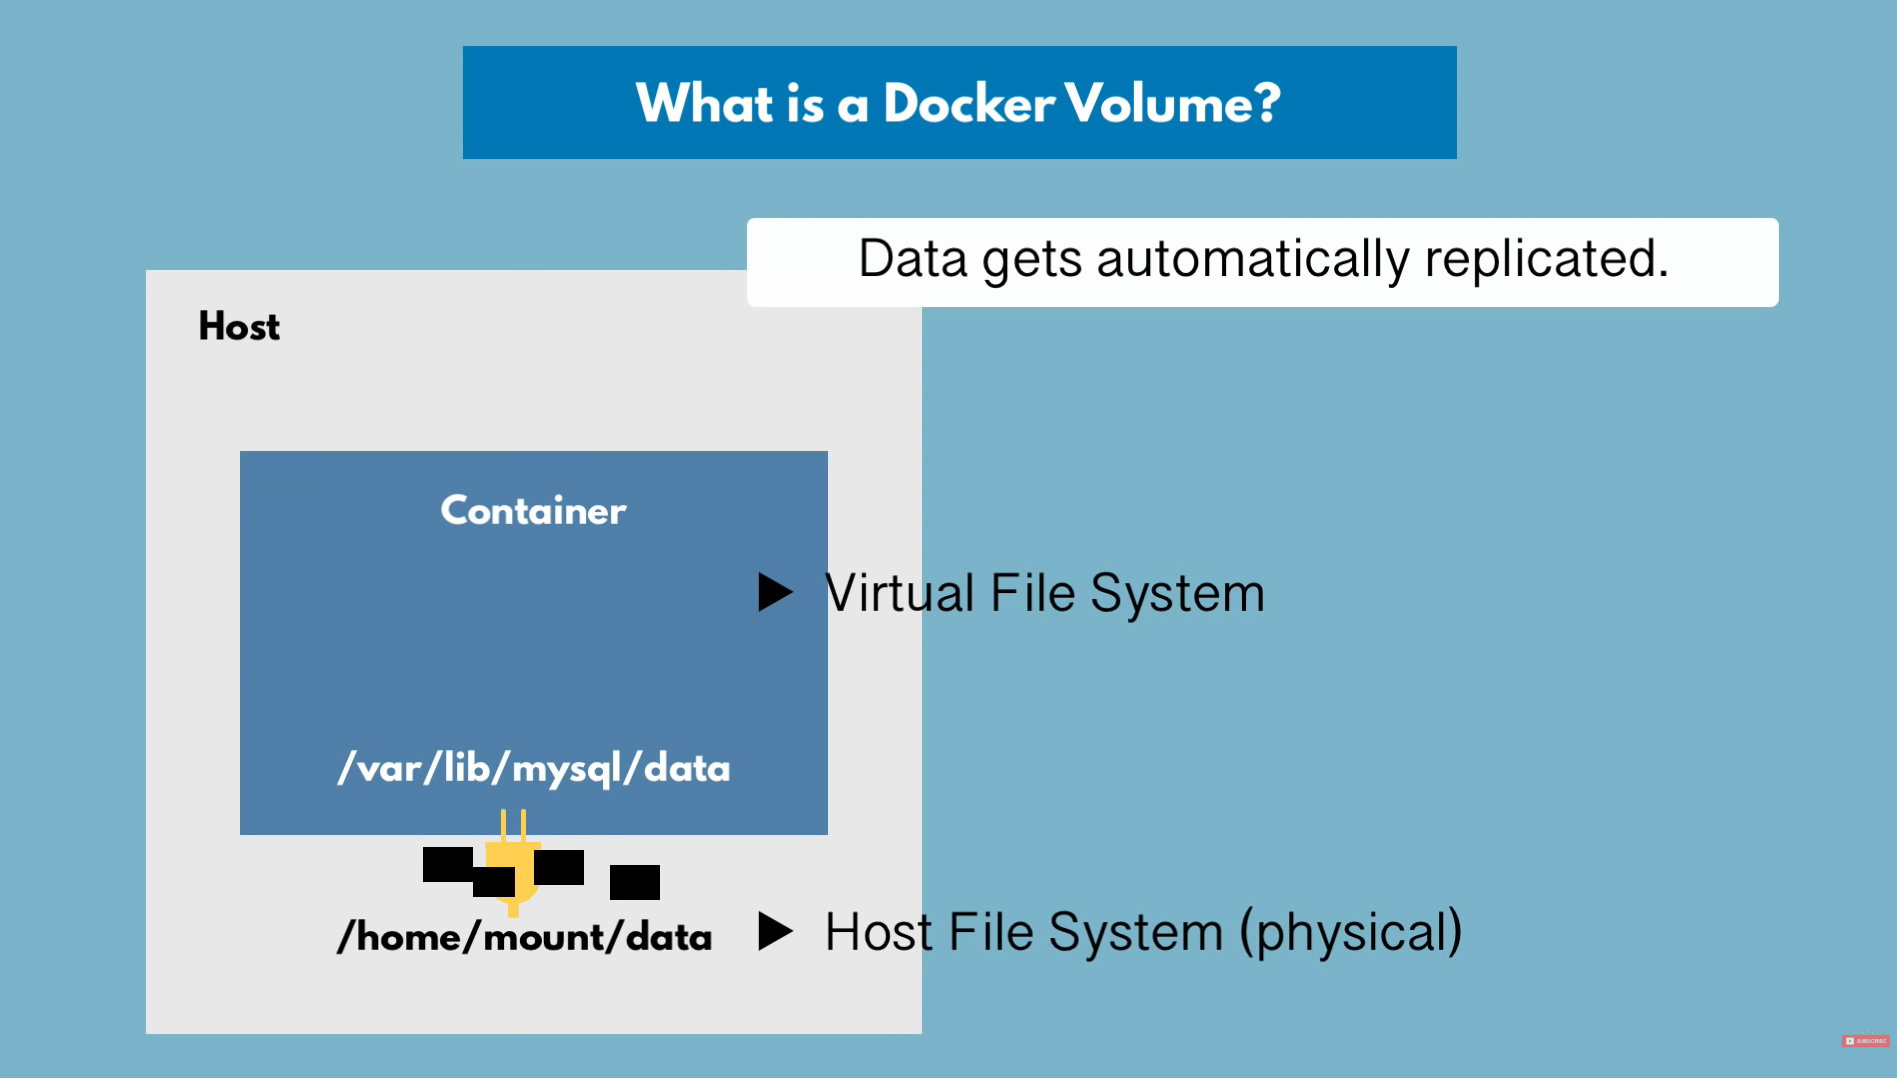 What is a Docker Volume?
Data gets automatically replicated.
Host
Container
Virtual File System
/var/lib/mysql/data
/home/mount/data
Host File System (physical)
SUBSCRIBE